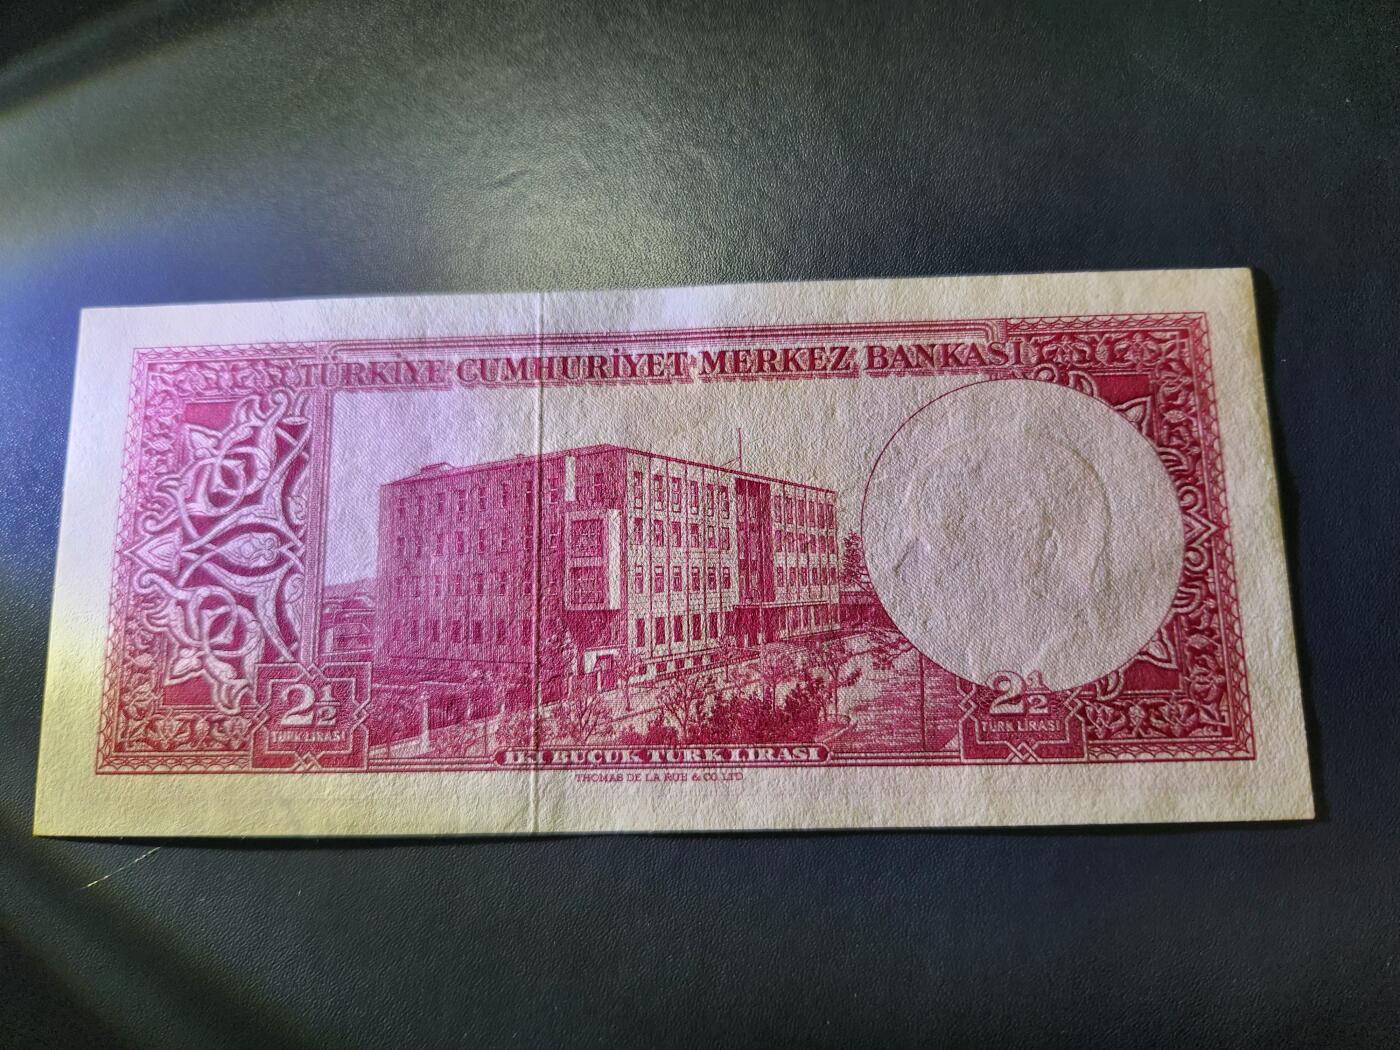 TÜRKİYE CUMHURİYET MERKEZ BANKASI
2½
TÜRK LİRASI
2½
TÜRK LİRASI
İKİ BUÇUK TÜRK LİRASI
THOMAS DE LA RUE & CO. LTD.